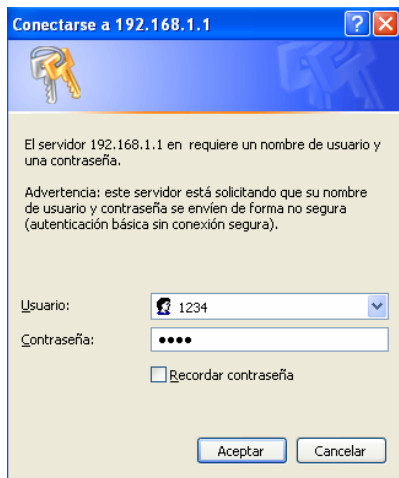 Conectarse a 192.168.1.1
El servidor 192.168.1.1 en requiere un nombre de usuario y
una contraseña.
Advertencia: este servidor está solicitando que su nombre
de usuario y contraseña se envíen de forma no segura
(autenticación básica sin conexión segura).
Usuario: 1234
Contraseña: ●●●●
Recordar contraseña
Aceptar Cancelar